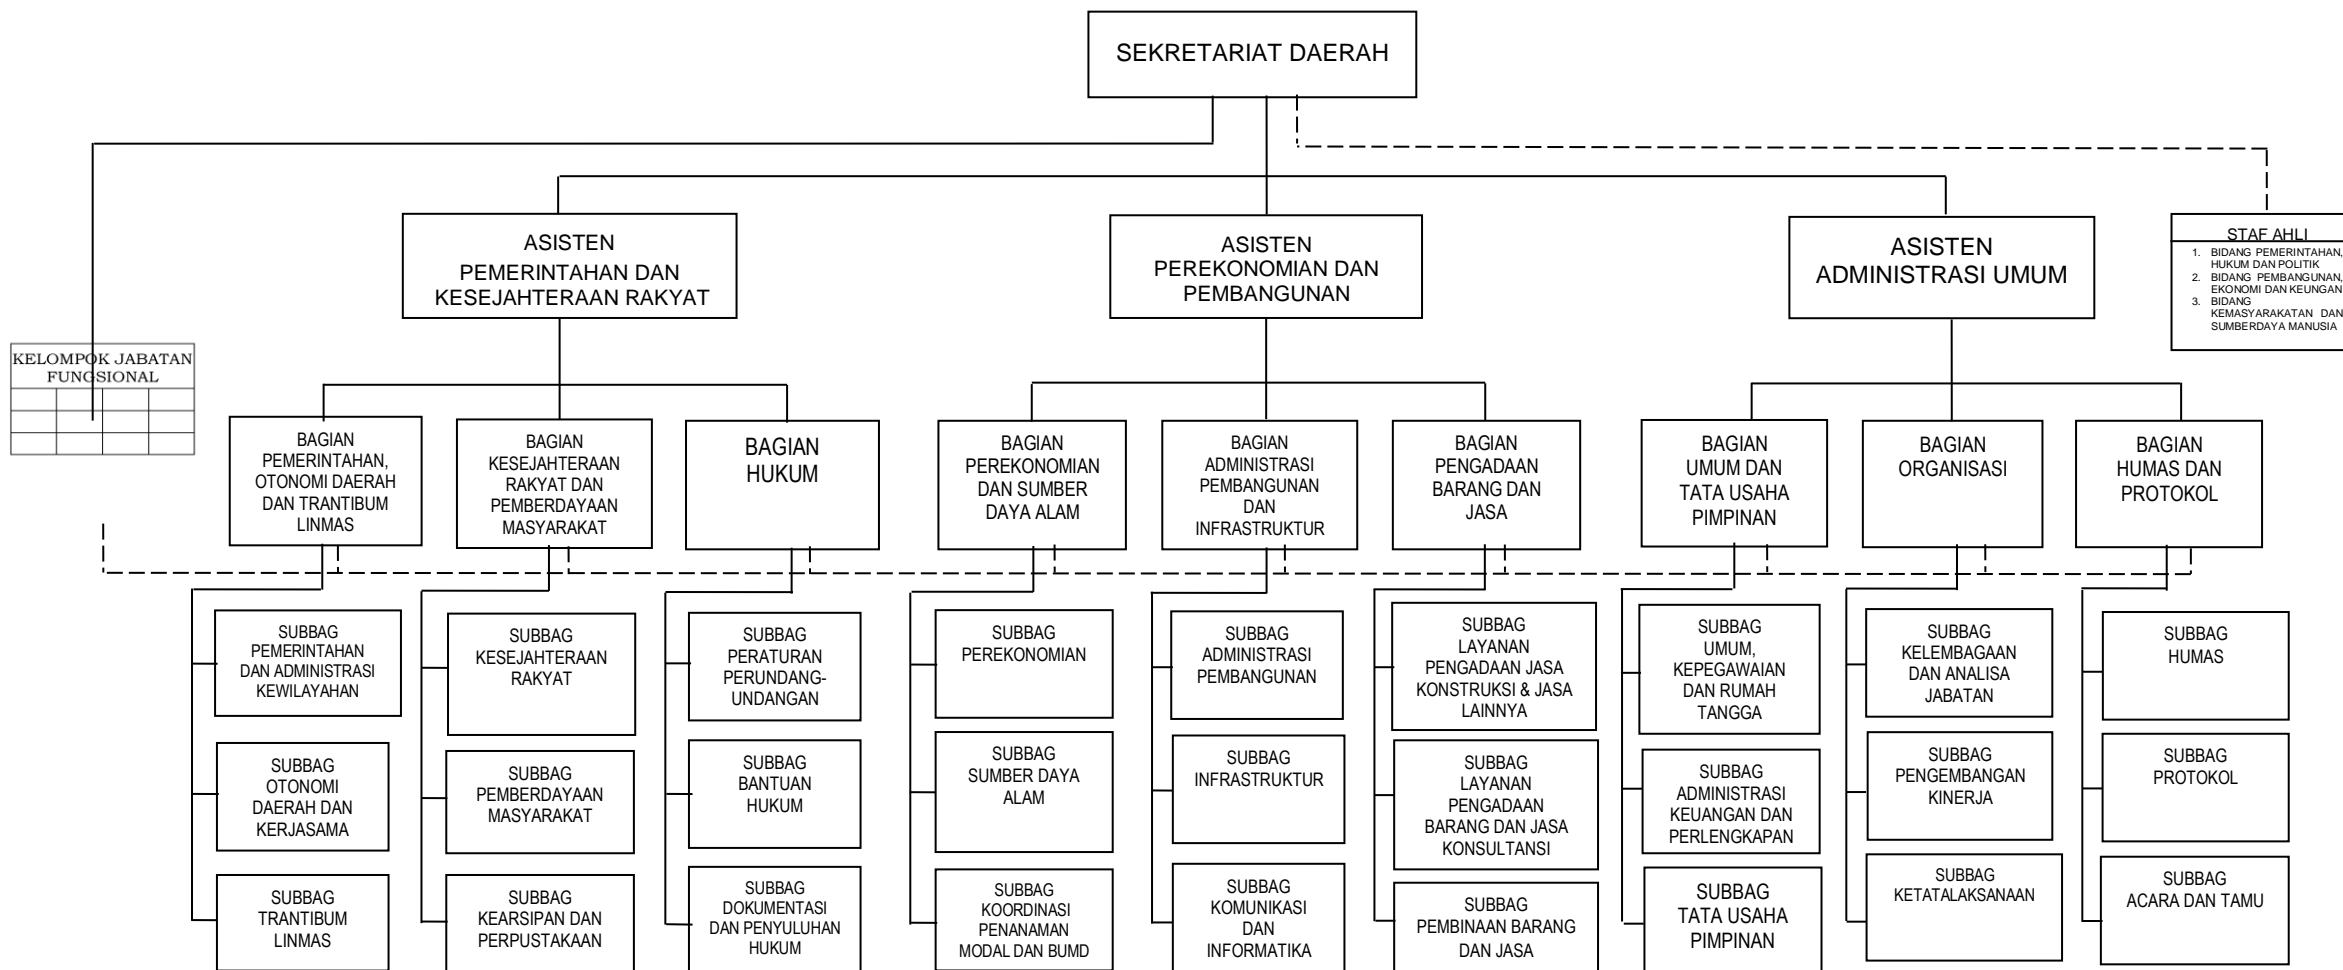 SEKRETARIAT DAERAH
ASISTEN
PEMERINTAHAN DAN
KESEJAHTERAAN RAKYAT
ASISTEN
PEREKONOMIAN DAN
PEMBANGUNAN
ASISTEN
ADMINISTRASI UMUM
STAF AHLI
1. BIDANG PEMERINTAHAN,
HUKUM DAN POLITIK
2. BIDANG PEMBANGUNAN,
EKONOMI DAN KEUNGAN
3. BIDANG
KEMASYARAKATAN DAN
SUMBERDAYA MANUSIA
KELOMPOK JABATAN
FUNGSIONAL
BAGIAN
PEMERINTAHAN,
OTONOMI DAERAH
DAN TRANTIBUM
LINMAS
BAGIAN
KESEJAHTERAAN
RAKYAT DAN
PEMBERDAYAAN
MASYARAKAT
BAGIAN
HUKUM
BAGIAN
PEREKONOMIAN
DAN SUMBER
DAYA ALAM
BAGIAN
ADMINISTRASI
PEMBANGUNAN
DAN
INFRASTRUKTUR
BAGIAN
PENGADAAN
BARANG DAN
JASA
BAGIAN
UMUM DAN
TATA USAHA
PIMPINAN
BAGIAN
ORGANISASI
BAGIAN
HUMAS DAN
PROTOKOL
SUBBAG
PEMERINTAHAN
DAN ADMINISTRASI
KEWILAYAHAN
SUBBAG
KESEJAHTERAAN
RAKYAT
SUBBAG
PERATURAN
PERUNDANG-
UNDANGAN
SUBBAG
PEREKONOMIAN
SUBBAG
ADMINISTRASI
PEMBANGUNAN
SUBBAG
LAYANAN
PENGADAAN JASA
KONSTRUKSI & JASA
LAINNYA
SUBBAG
UMUM,
KEPEGAWAIAN
DAN RUMAH
TANGGA
SUBBAG
KELEMBAGAAN
DAN ANALISA
JABATAN
SUBBAG
HUMAS
SUBBAG
OTONOMI
DAERAH DAN
KERJASAMA
SUBBAG
PEMBERDAYAAN
MASYARAKAT
SUBBAG
BANTUAN
HUKUM
SUBBAG
SUMBER DAYA
ALAM
SUBBAG
INFRASTRUKTUR
SUBBAG
LAYANAN
PENGADAAN
BARANG DAN JASA
KONSULTANSI
SUBBAG
ADMINISTRASI
KEUANGAN DAN
PERLENGKAPAN
SUBBAG
PENGEMBANGAN
KINERJA
SUBBAG
PROTOKOL
SUBBAG
TRANTIBUM
LINMAS
SUBBAG
KEARSIPAN DAN
PERPUSTAKAAN
SUBBAG
DOKUMENTASI
DAN PENYULUHAN
HUKUM
SUBBAG
KOORDINASI
PENANAMAN
MODAL DAN BUMD
SUBBAG
KOMUNIKASI
DAN
INFORMATIKA
SUBBAG
PEMBINAAN BARANG
DAN JASA
SUBBAG
TATA USAHA
PIMPINAN
SUBBAG
KETATALAKSANAAN
SUBBAG
ACARA DAN TAMU